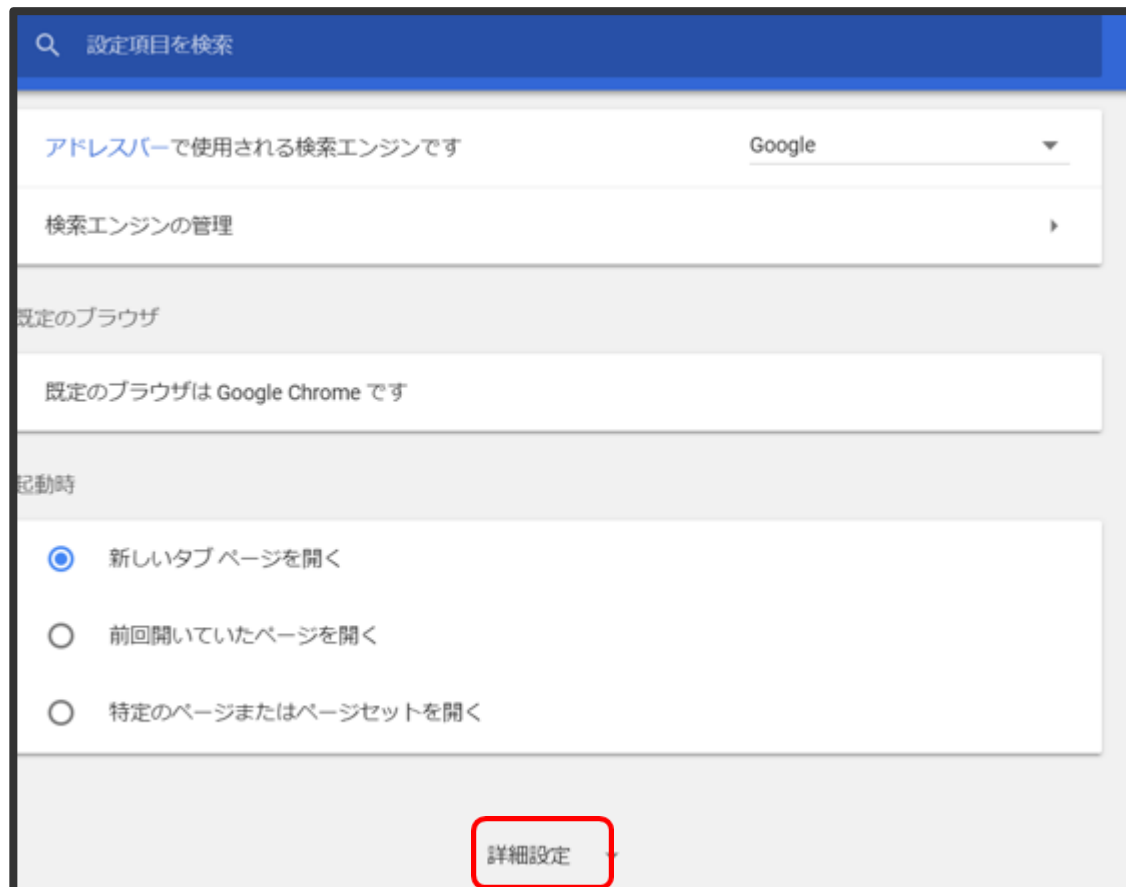 設定項目を検索
アドレスバーで使用される検索エンジンです Google
検索エンジンの管理
既定のブラウザ
既定のブラウザは Google Chrome です
起動時
新しいタブ ページを開く
前回開いていたページを開く
特定のページまたはページセットを開く
詳細設定